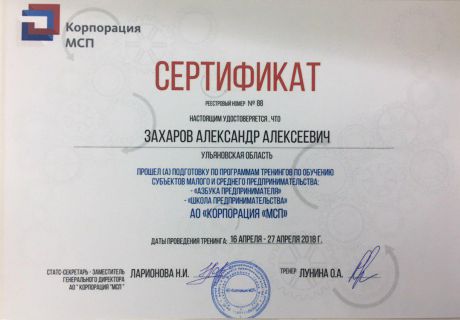 Корпорация
МСП
СЕРТИФИКАТ
РЕЕСТРОВЫЙ НОМЕР № 88
НАСТОЯЩИМ УДОСТОВЕРЯЕТСЯ , ЧТО
ЗАХАРОВ АЛЕКСАНДР АЛЕКСЕЕВИЧ
УЛЬЯНОВСКАЯ ОБЛАСТЬ
ПРОШЕЛ (А) ПОДГОТОВКУ ПО ПРОГРАММАМ ТРЕНИНГОВ ПО ОБУЧЕНИЮ
СУБЪЕКТОВ МАЛОГО И СРЕДНЕГО ПРЕДПРИНИМАТЕЛЬСТВА:
- «АЗБУКА ПРЕДПРИНИМАТЕЛЯ»
- «ШКОЛА ПРЕДПРИНИМАТЕЛЬСТВА»
АО «КОРПОРАЦИЯ «МСП»
ДАТЫ ПРОВЕДЕНИЯ ТРЕНИНГА: 16 АПРЕЛЯ - 27 АПРЕЛЯ 2018 Г.
СТАТС-СЕКРЕТАРЬ - ЗАМЕСТИТЕЛЬ
ГЕНЕРАЛЬНОГО ДИРЕКТОРА
АО " КОРПОРАЦИЯ "МСП"
ЛАРИОНОВА Н.И.
ТРЕНЕР ЛУНИНА О.А.